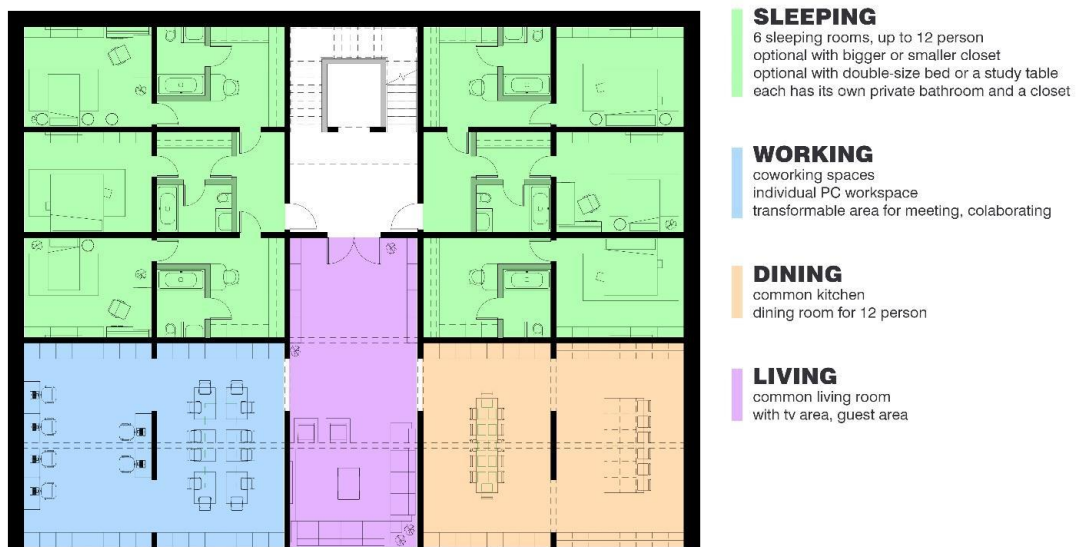 SLEEPING
6 sleeping rooms, up to 12 person
optional with bigger or smaller closet
optional with double-size bed or a study table
each has its own private bathroom and a closet
WORKING
coworking spaces
individual PC workspace
transformable area for meeting, colaborating
DINING
common kitchen
dining room for 12 person
LIVING
common living room
with tv area, guest area